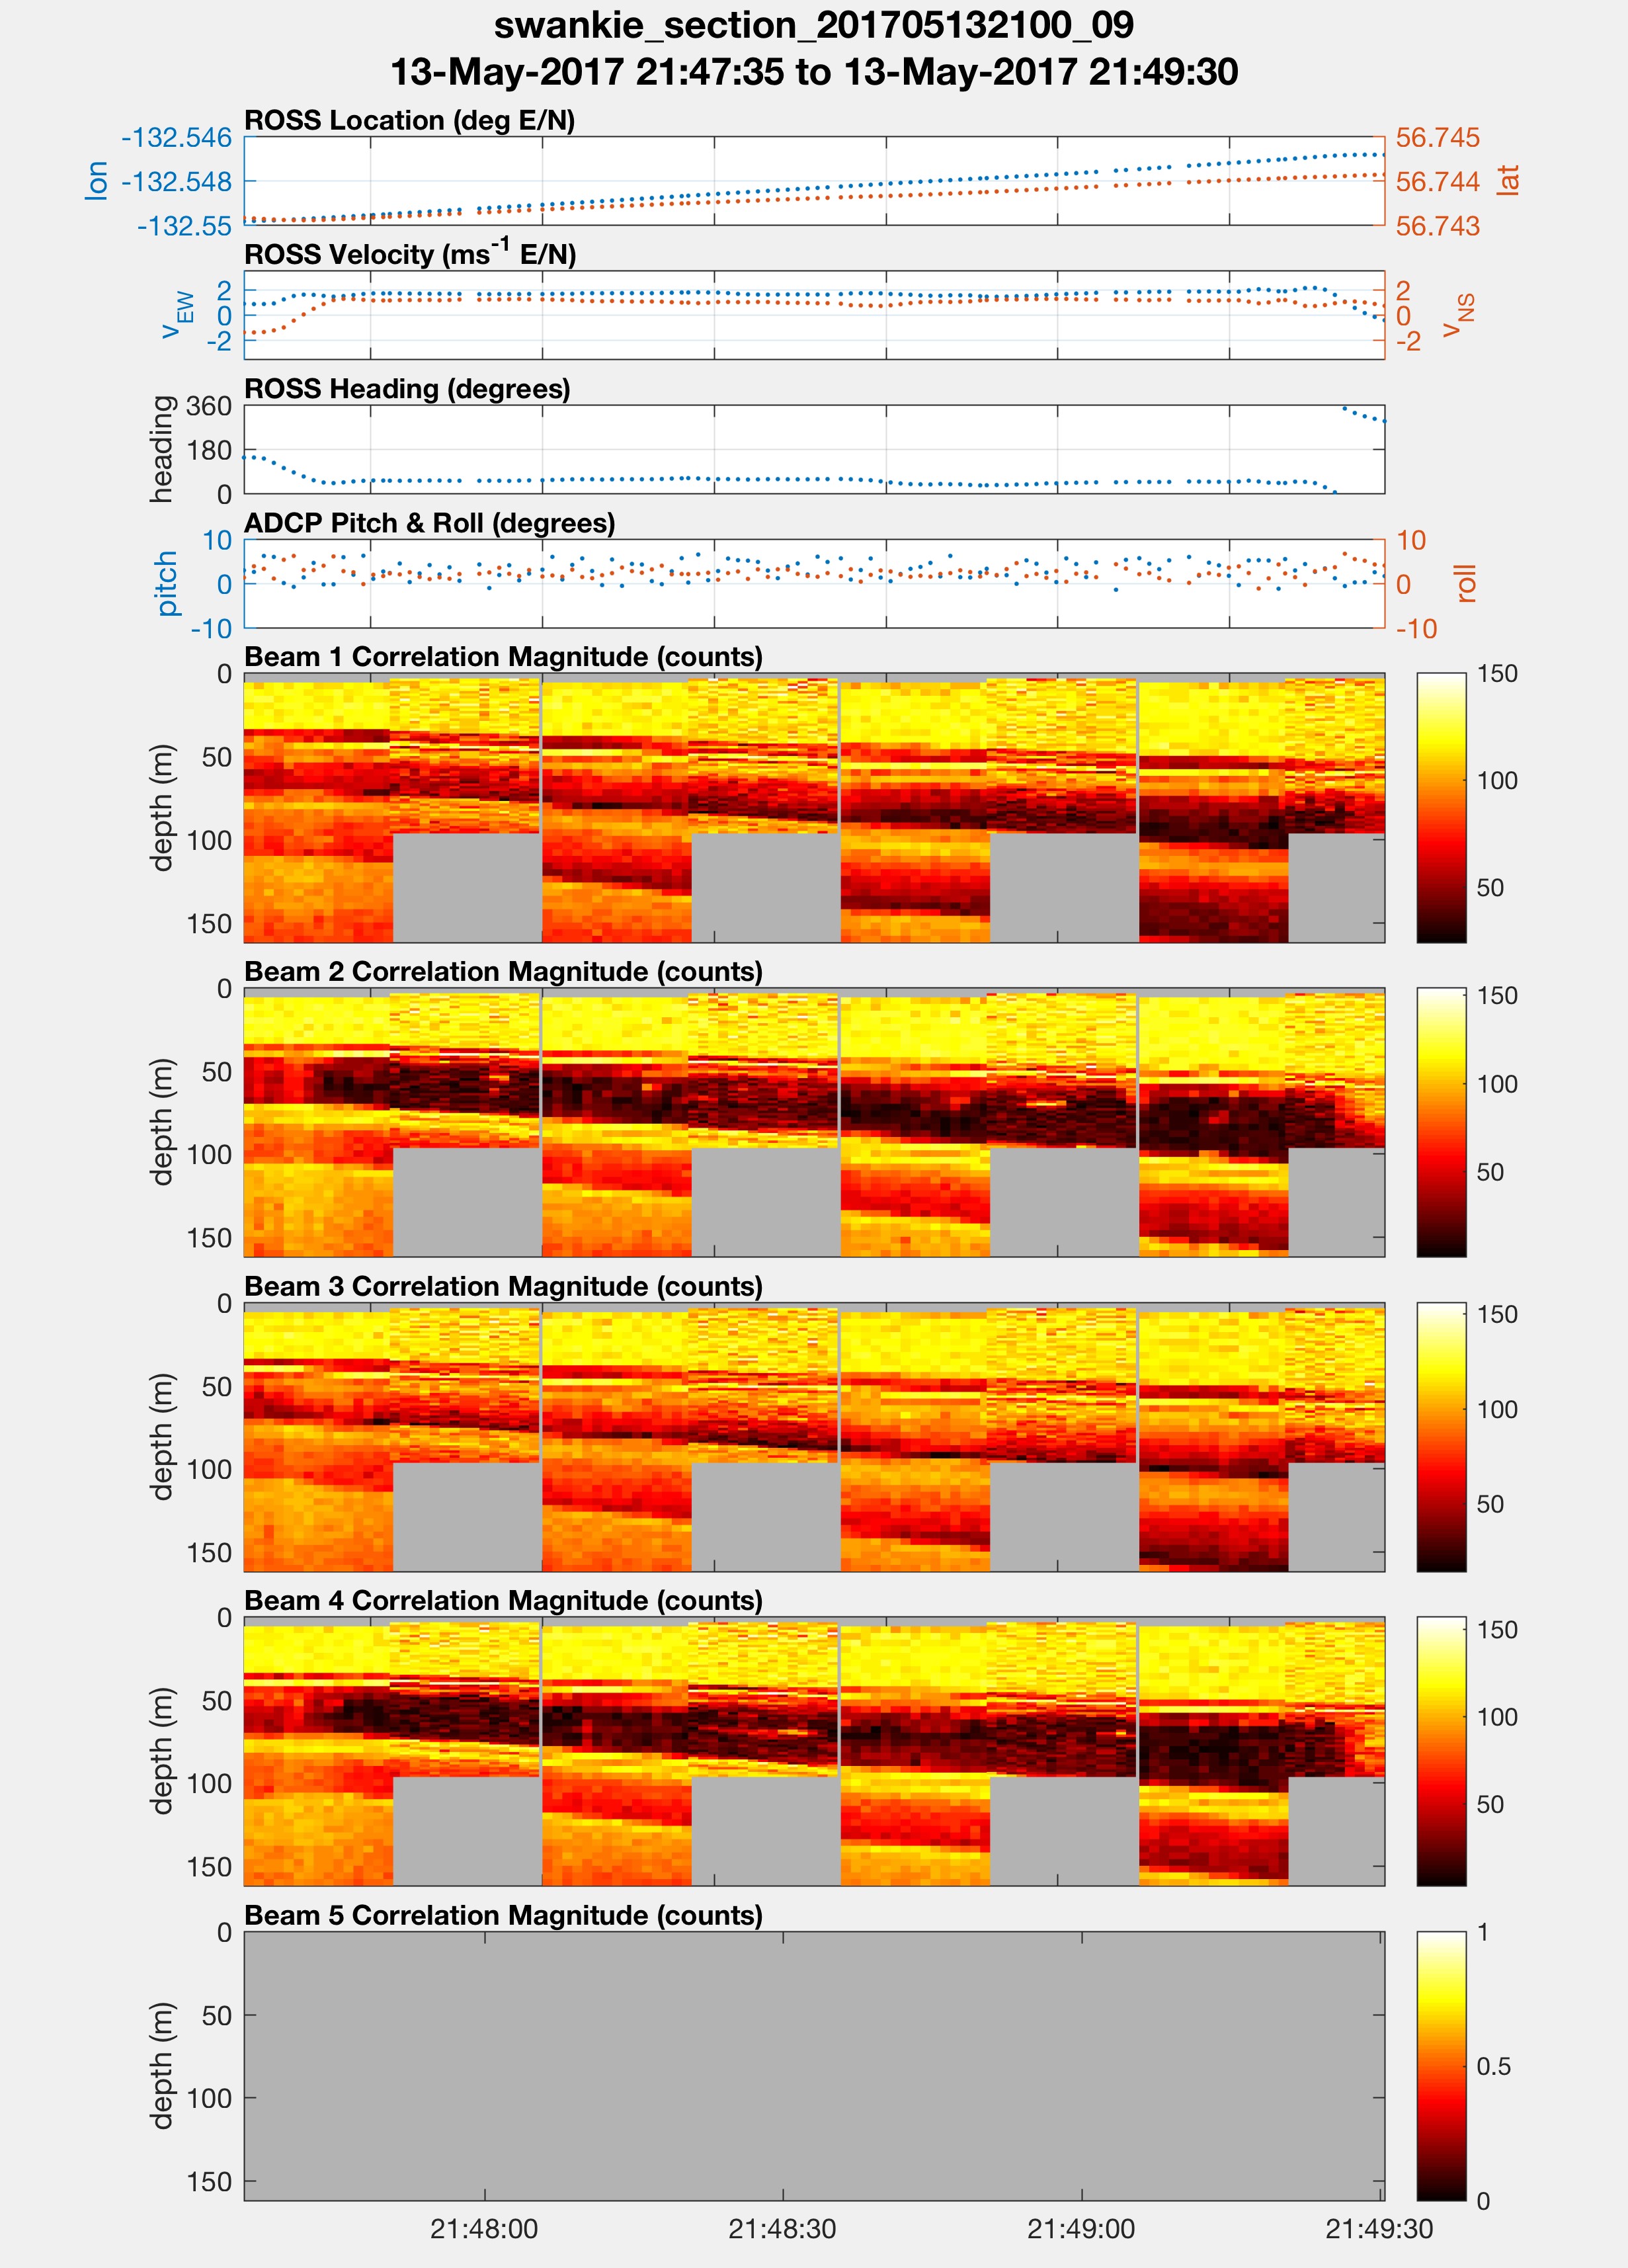 swankie_section_201705132100_09
13-May-2017 21:47:35 to 13-May-2017 21:49:30
ROSS Location (deg E/N)
-132.546
-132.548
-132.55
lon
56.745
56.744
56.743
lat
ROSS Velocity (ms-1 E/N)
2
0
-2
vEW
2
0
-2
vNS
ROSS Heading (degrees)
360
180
0
heading
ADCP Pitch & Roll (degrees)
10
0
-10
pitch
10
0
-10
roll
Beam 1 Correlation Magnitude (counts)
0
50
100
150
depth (m)
150
100
50
Beam 2 Correlation Magnitude (counts)
0
50
100
150
depth (m)
150
100
50
Beam 3 Correlation Magnitude (counts)
0
50
100
150
depth (m)
150
100
50
Beam 4 Correlation Magnitude (counts)
0
50
100
150
depth (m)
150
100
50
Beam 5 Correlation Magnitude (counts)
0
50
100
150
depth (m)
1
0.5
0
21:48:00 21:48:30 21:49:00 21:49:30